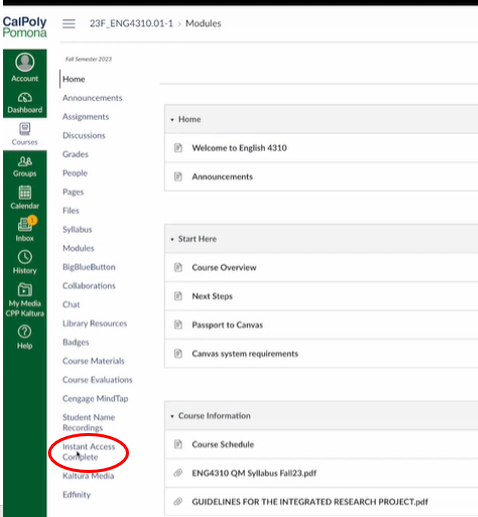 CalPoly
Pomona
23F_ENG4310.01-1 > Modules
Account
Dashboard
Courses
Groups
Calendar
1
Inbox
History
My Media
CPP Kaltura
Help
Fall Semester 2023
Home
Announcements
Assignments
Discussions
Grades
People
Pages
Files
Syllabus
Modules
BigBlueButton
Collaborations
Chat
Library Resources
Badges
Course Materials
Course Evaluations
Cengage MindTap
Student Name
Recordings
Instant Access
Complete
Kaltura Media
Edfinity
Home
Welcome to English 4310
Announcements
Start Here
Course Overview
Next Steps
Passport to Canvas
Canvas system requirements
Course Information
Course Schedule
ENG4310 QM Syllabus Fall23.pdf
GUIDELINES FOR THE INTEGRATED RESEARCH PROJECT.pdf